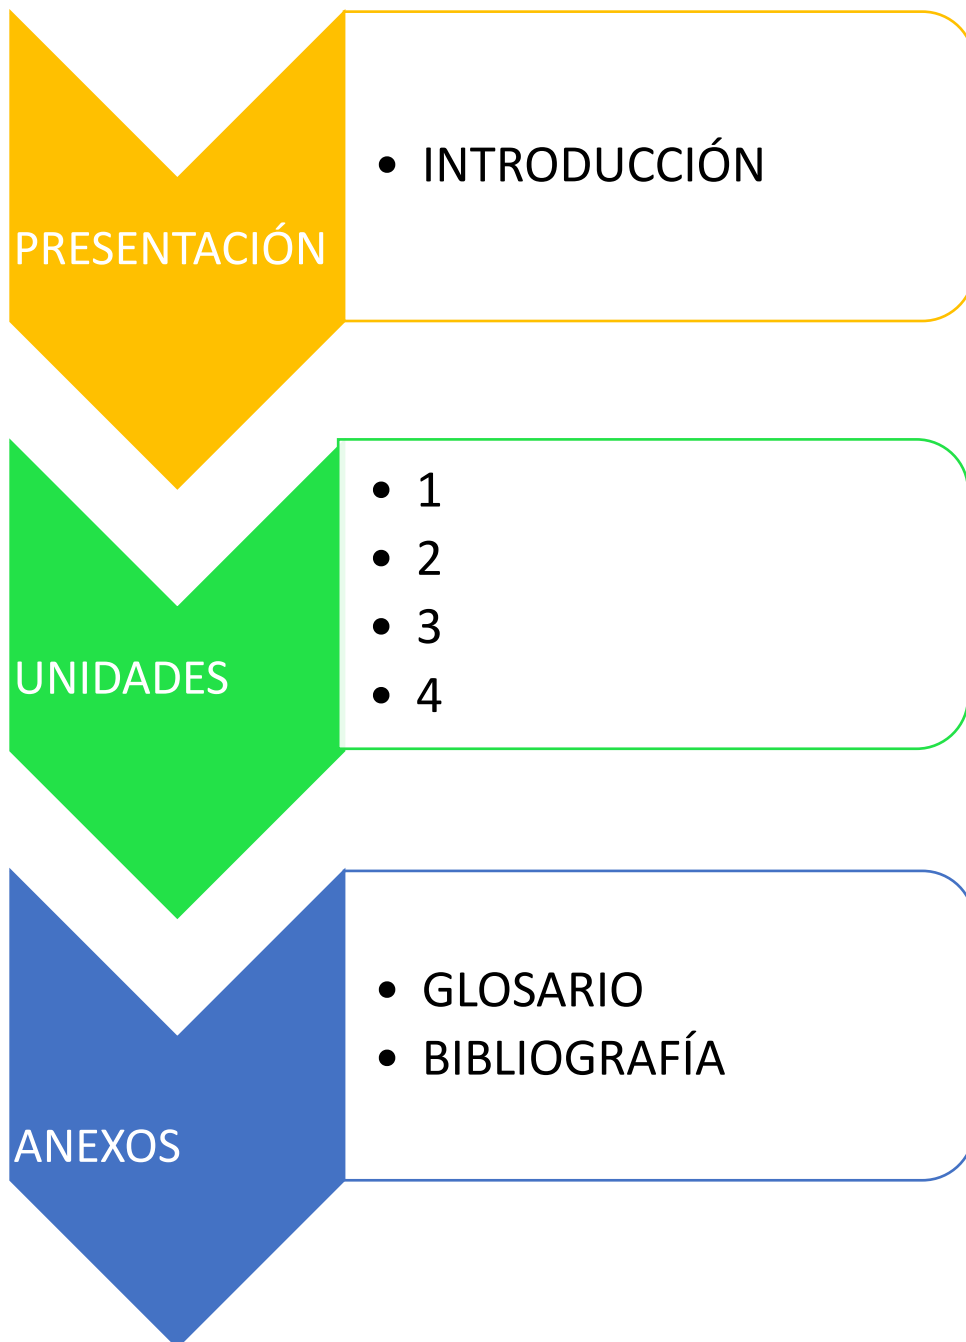 PRESENTACIÓN
• INTRODUCCIÓN
UNIDADES
• 1
• 2
• 3
• 4
ANEXOS
• GLOSARIO
• BIBLIOGRAFÍA